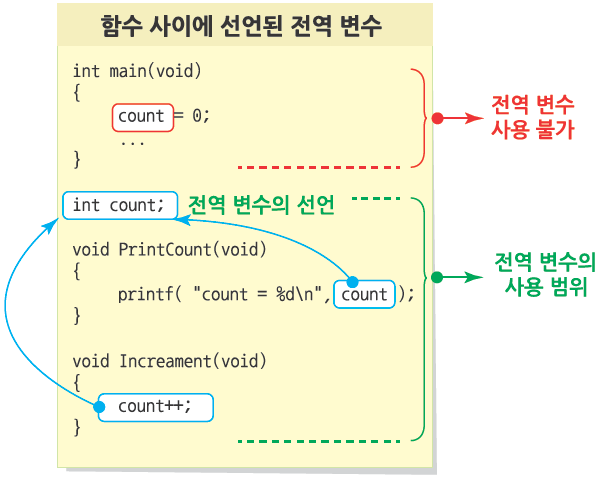 함수 사이에 선언된 전역 변수
int main(void)
{
count = 0;
...
}
전역 변수
사용 불가
int count;
전역 변수의 선언
void PrintCount(void)
{
printf( "count = %d\n", count );
}
전역 변수의
사용 범위
void Increament(void)
{
count++;
}